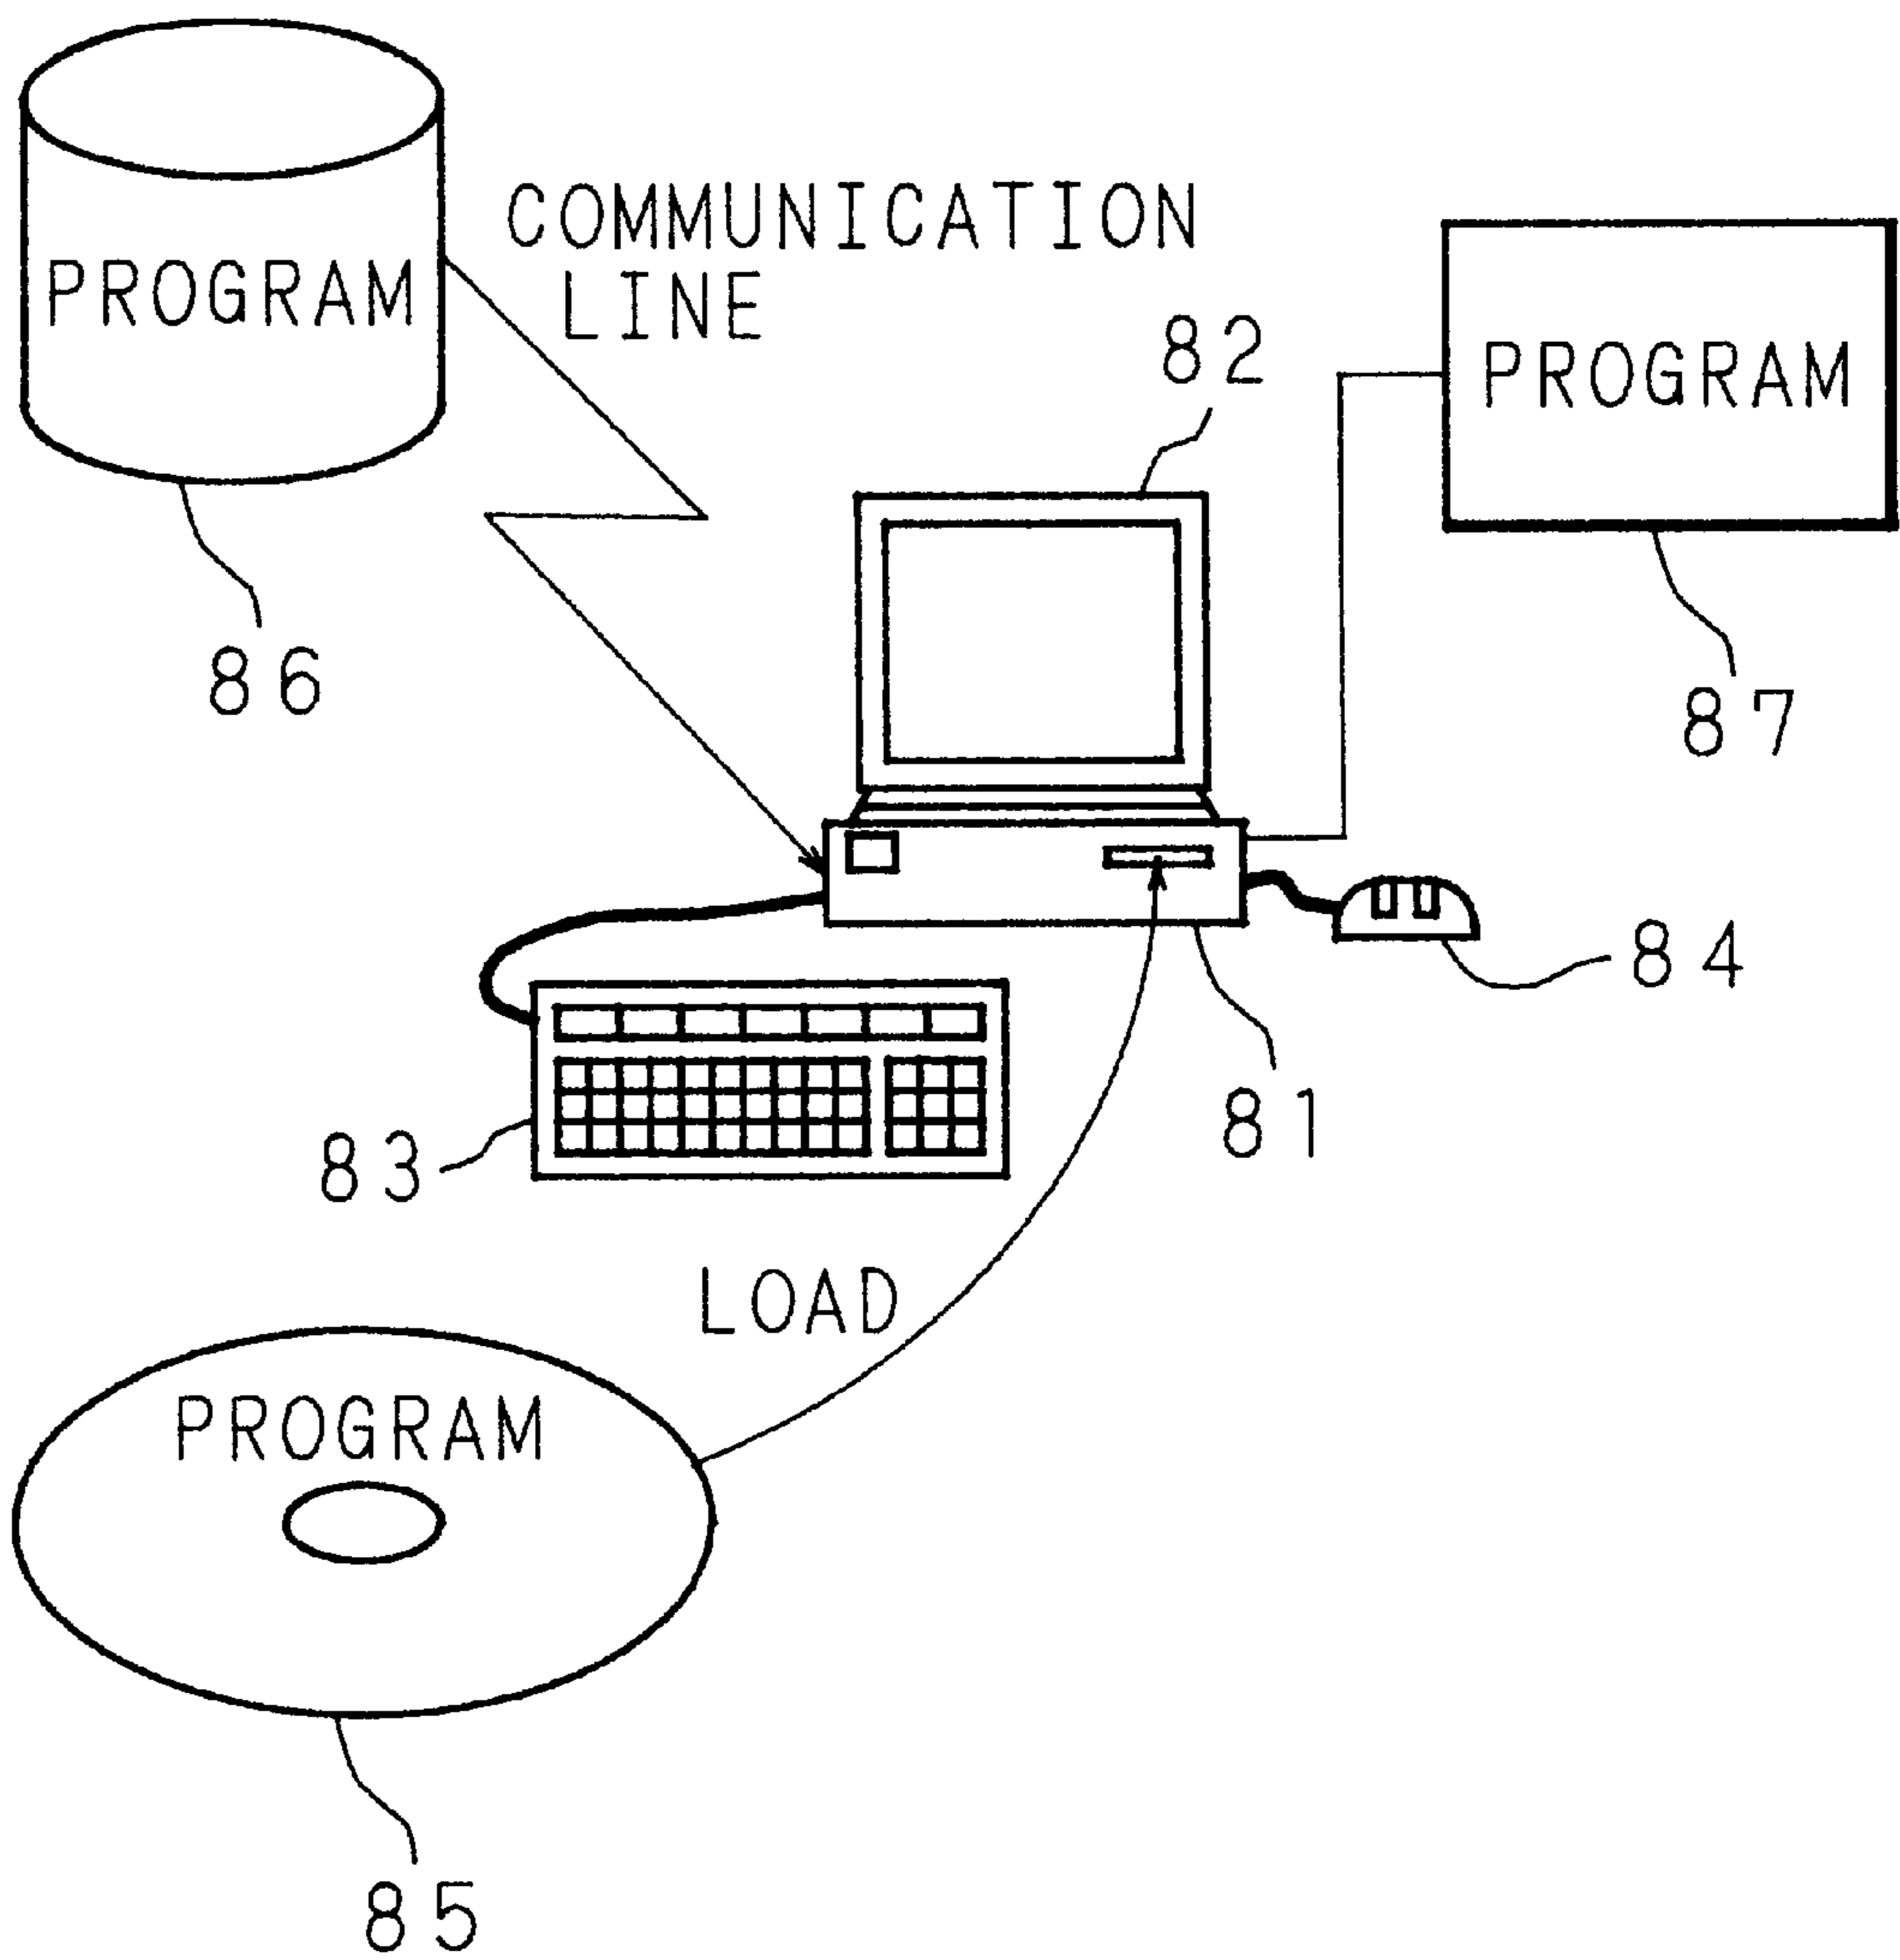 COMMUNICATION
LINE
PROGRAM
82
PROGRAM
86
87
84
81
83
LOAD
PROGRAM
85